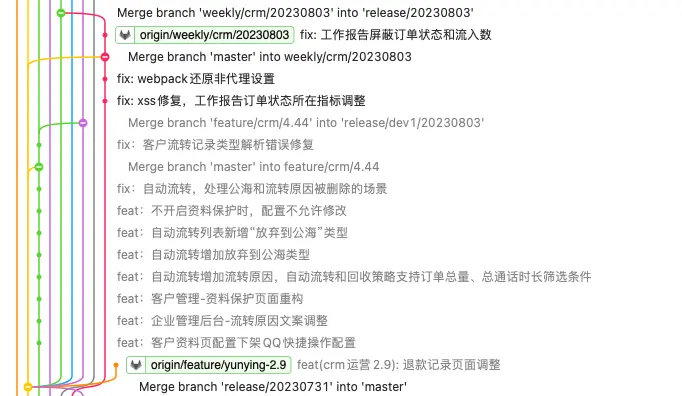 Merge branch 'weekly/crm/20230803' into 'release/20230803'
origin/weekly/crm/20230803 fix: 工作报告屏蔽订单状态和流入数
Merge branch 'master' into weekly/crm/20230803
fix: webpack还原非代理设置
fix: xss修复，工作报告订单状态所在指标调整
Merge branch 'feature/crm/4.44' into 'release/dev1/20230803'
fix：客户流转记录类型解析错误修复
Merge branch 'master' into feature/crm/4.44
fix：自动流转，处理公海和流转原因被删除的场景
feat：不开启资料保护时，配置不允许修改
feat：自动流转列表新增“放弃到公海”类型
feat：自动流转增加放弃到公海类型
feat：自动流转增加流转原因，自动流转和回收策略支持订单总量、总通话时长筛选条件
feat：客户管理-资料保护页面重构
feat：企业管理后台-流转原因文案调整
feat：客户资料页配置下架QQ快捷操作配置
origin/feature/yunying-2.9 feat(crm运营2.9): 退款记录页面调整
Merge branch 'release/20230731' into 'master'